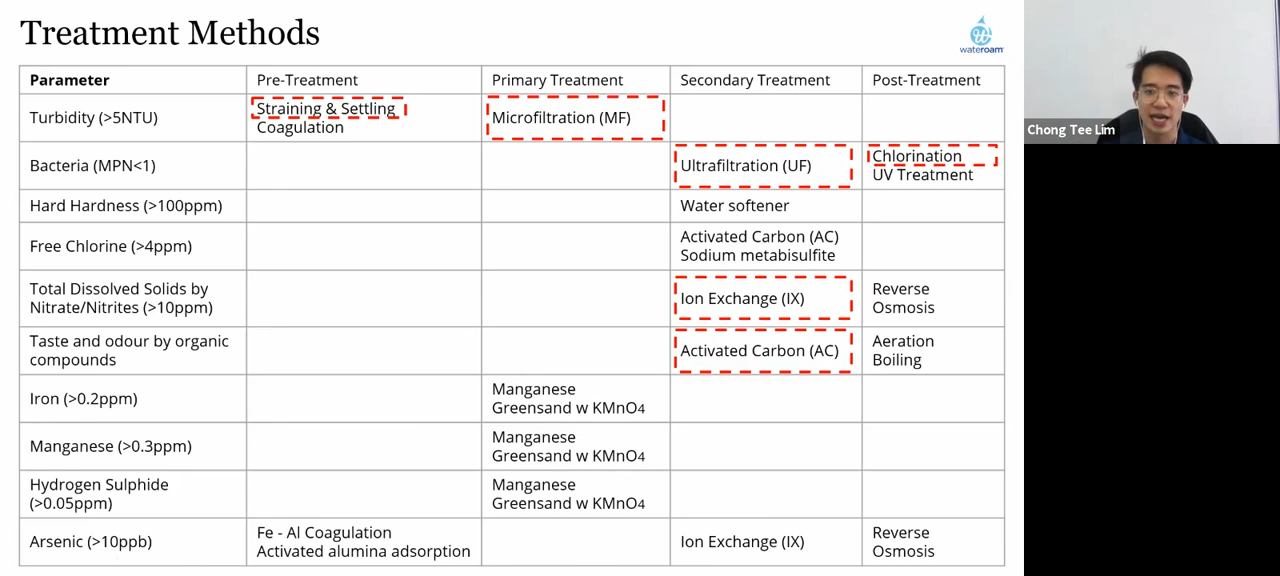 Treatment Methods
wateroam
Parameter
Pre-Treatment
Primary Treatment
Secondary Treatment
Post-Treatment
Turbidity (>5NTU)
Straining & Settling
Coagulation
Microfiltration (MF)
Bacteria (MPN<1)
Ultrafiltration (UF)
Chlorination
UV Treatment
Hard Hardness (>100ppm)
Water softener
Free Chlorine (>4ppm)
Activated Carbon (AC)
Sodium metabisulfite
Total Dissolved Solids by
Nitrate/Nitrites (>10ppm)
Ion Exchange (IX)
Reverse
Osmosis
Taste and odour by organic
compounds
Activated Carbon (AC)
Aeration
Boiling
Iron (>0.2ppm)
Manganese
Greensand w KMnO4
Manganese (>0.3ppm)
Manganese
Greensand w KMnO4
Hydrogen Sulphide
(>0.05ppm)
Manganese
Greensand w KMnO4
Arsenic (>10ppb)
Fe - Al Coagulation
Activated alumina adsorption
Ion Exchange (IX)
Reverse
Osmosis
Chong Tee Lim